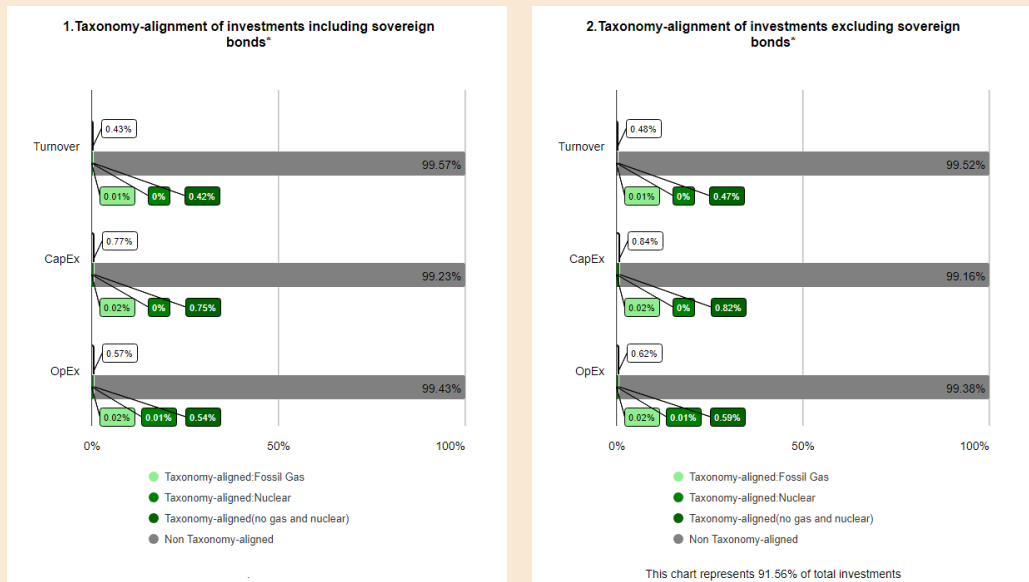 1.Taxonomy-alignment of investments including sovereign
bonds*
0.43%
Turnover
99.57%
0.01% 0% 0.42%
0.77%
CapEx
99.23%
0.02% 0% 0.75%
0.57%
OpEx
99.43%
0.02% 0.01% 0.54%
0% 50% 100%
Taxonomy-aligned:Fossil Gas
Taxonomy-aligned:Nuclear
Taxonomy-aligned(no gas and nuclear)
Non Taxonomy-aligned
.
2.Taxonomy-alignment of investments excluding sovereign
bonds*
0.48%
Turnover
99.52%
0.01% 0% 0.47%
0.84%
CapEx
99.16%
0.02% 0% 0.82%
0.62%
OpEx
99.38%
0.02% 0.01% 0.59%
0% 50% 100%
Taxonomy-aligned:Fossil Gas
Taxonomy-aligned:Nuclear
Taxonomy-aligned(no gas and nuclear)
Non Taxonomy-aligned
This chart represents 91.56% of total investments